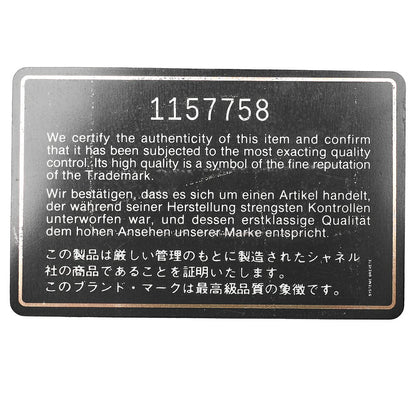 1157758
We certify the authenticity of this item and confirm
that it has been subjected to the most exacting quality
control. Its high quality is a symbol of the fine reputation
of the Trademark.
Wir bestätigen, dass es sich um einen Artikel handelt,
der während seiner Herstellung strengsten Kontrollen
unterworfen war, und dessen erstklassige Qualität
dem hohen Ansehen unserer Marke entspricht.
この製品は厳しい管理のもとに製造されたシャネル
社の商品であることを証明いたします。
このブランド・マークは最高級品質の象徴です。